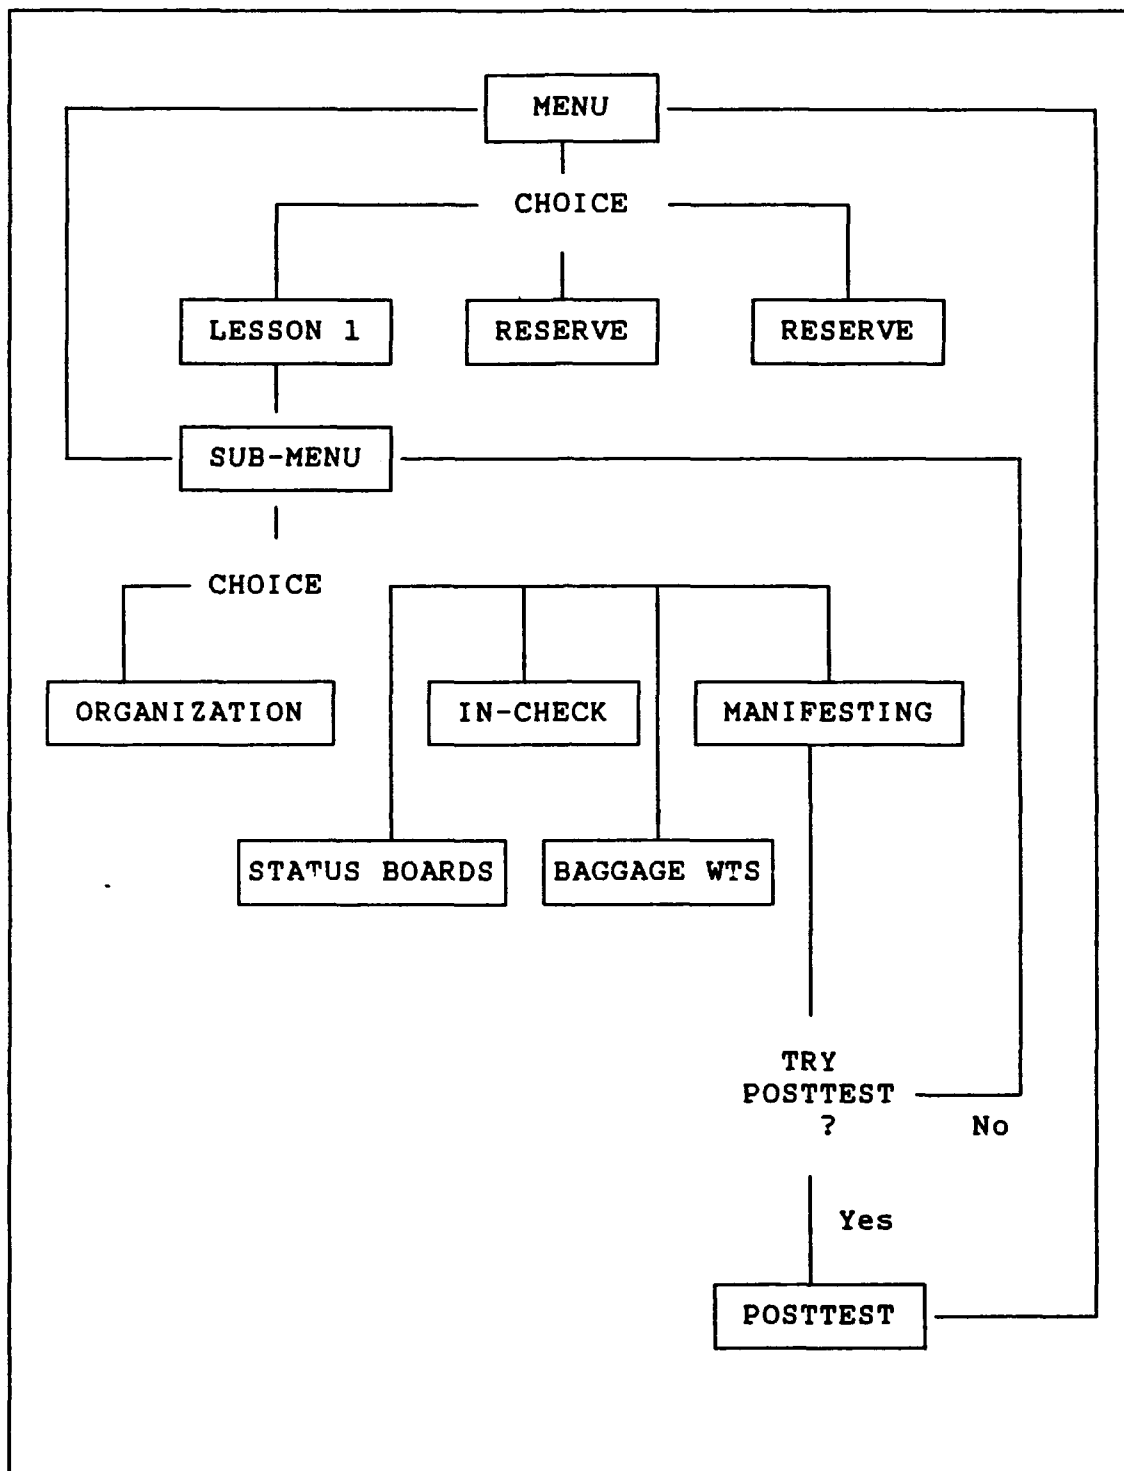 MENU
CHOICE
LESSON 1
RESERVE
RESERVE
SUB-MENU
CHOICE
ORGANIZATION
IN-CHECK
MANIFESTING
STATUS BOARDS
BAGGAGE WTS
TRY
POSTTEST
?
No
Yes
POSTTEST